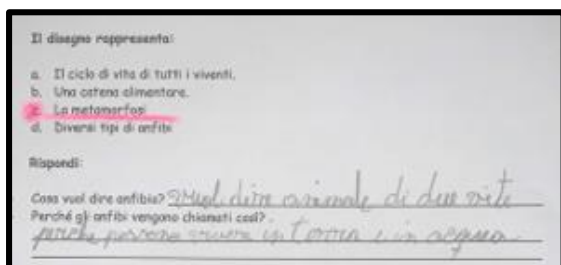 Il disegno rappresenta:
a. Il ciclo di vita di tutti i viventi.
b. Una catena alimentare.
c. La metamorfosi
d. Diversi tipi di anfibi
Rispondi:
Cosa vuol dire anfibio? vuol dire animale di due vite
Perché gli anfibi vengono chiamati così?
perche possono vivere in terra e in acqua